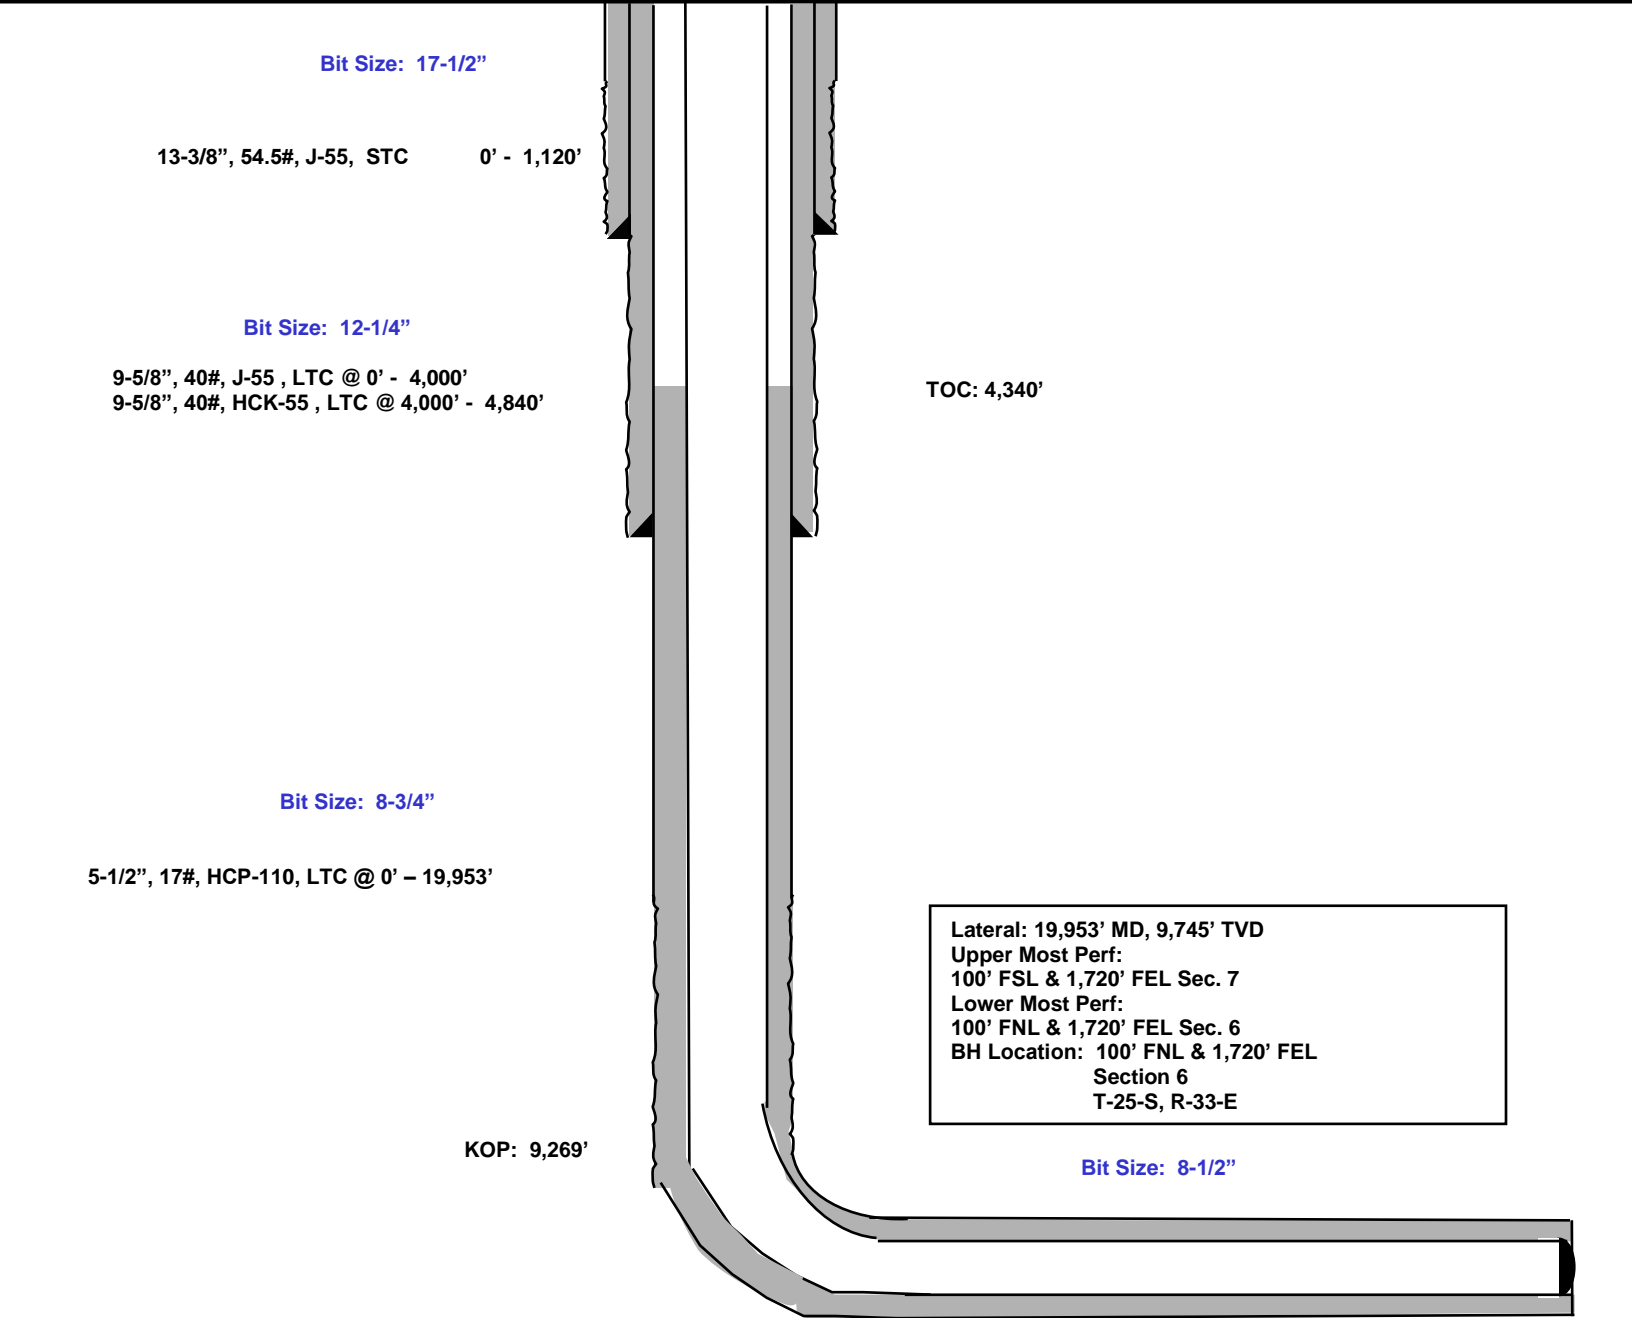 Bit Size: 17-1/2”
13-3/8”, 54.5#, J-55, STC 0’ - 1,120’
Bit Size: 12-1/4”
9-5/8”, 40#, J-55 , LTC @ 0’ - 4,000’
9-5/8”, 40#, HCK-55 , LTC @ 4,000’ - 4,840’
TOC: 4,340’
Bit Size: 8-3/4”
5-1/2”, 17#, HCP-110, LTC @ 0’ – 19,953’
Lateral: 19,953’ MD, 9,745’ TVD
Upper Most Perf:
100’ FSL & 1,720’ FEL Sec. 7
Lower Most Perf:
100’ FNL & 1,720’ FEL Sec. 6
BH Location: 100’ FNL & 1,720’ FEL
Section 6
T-25-S, R-33-E
KOP: 9,269’
Bit Size: 8-1/2”